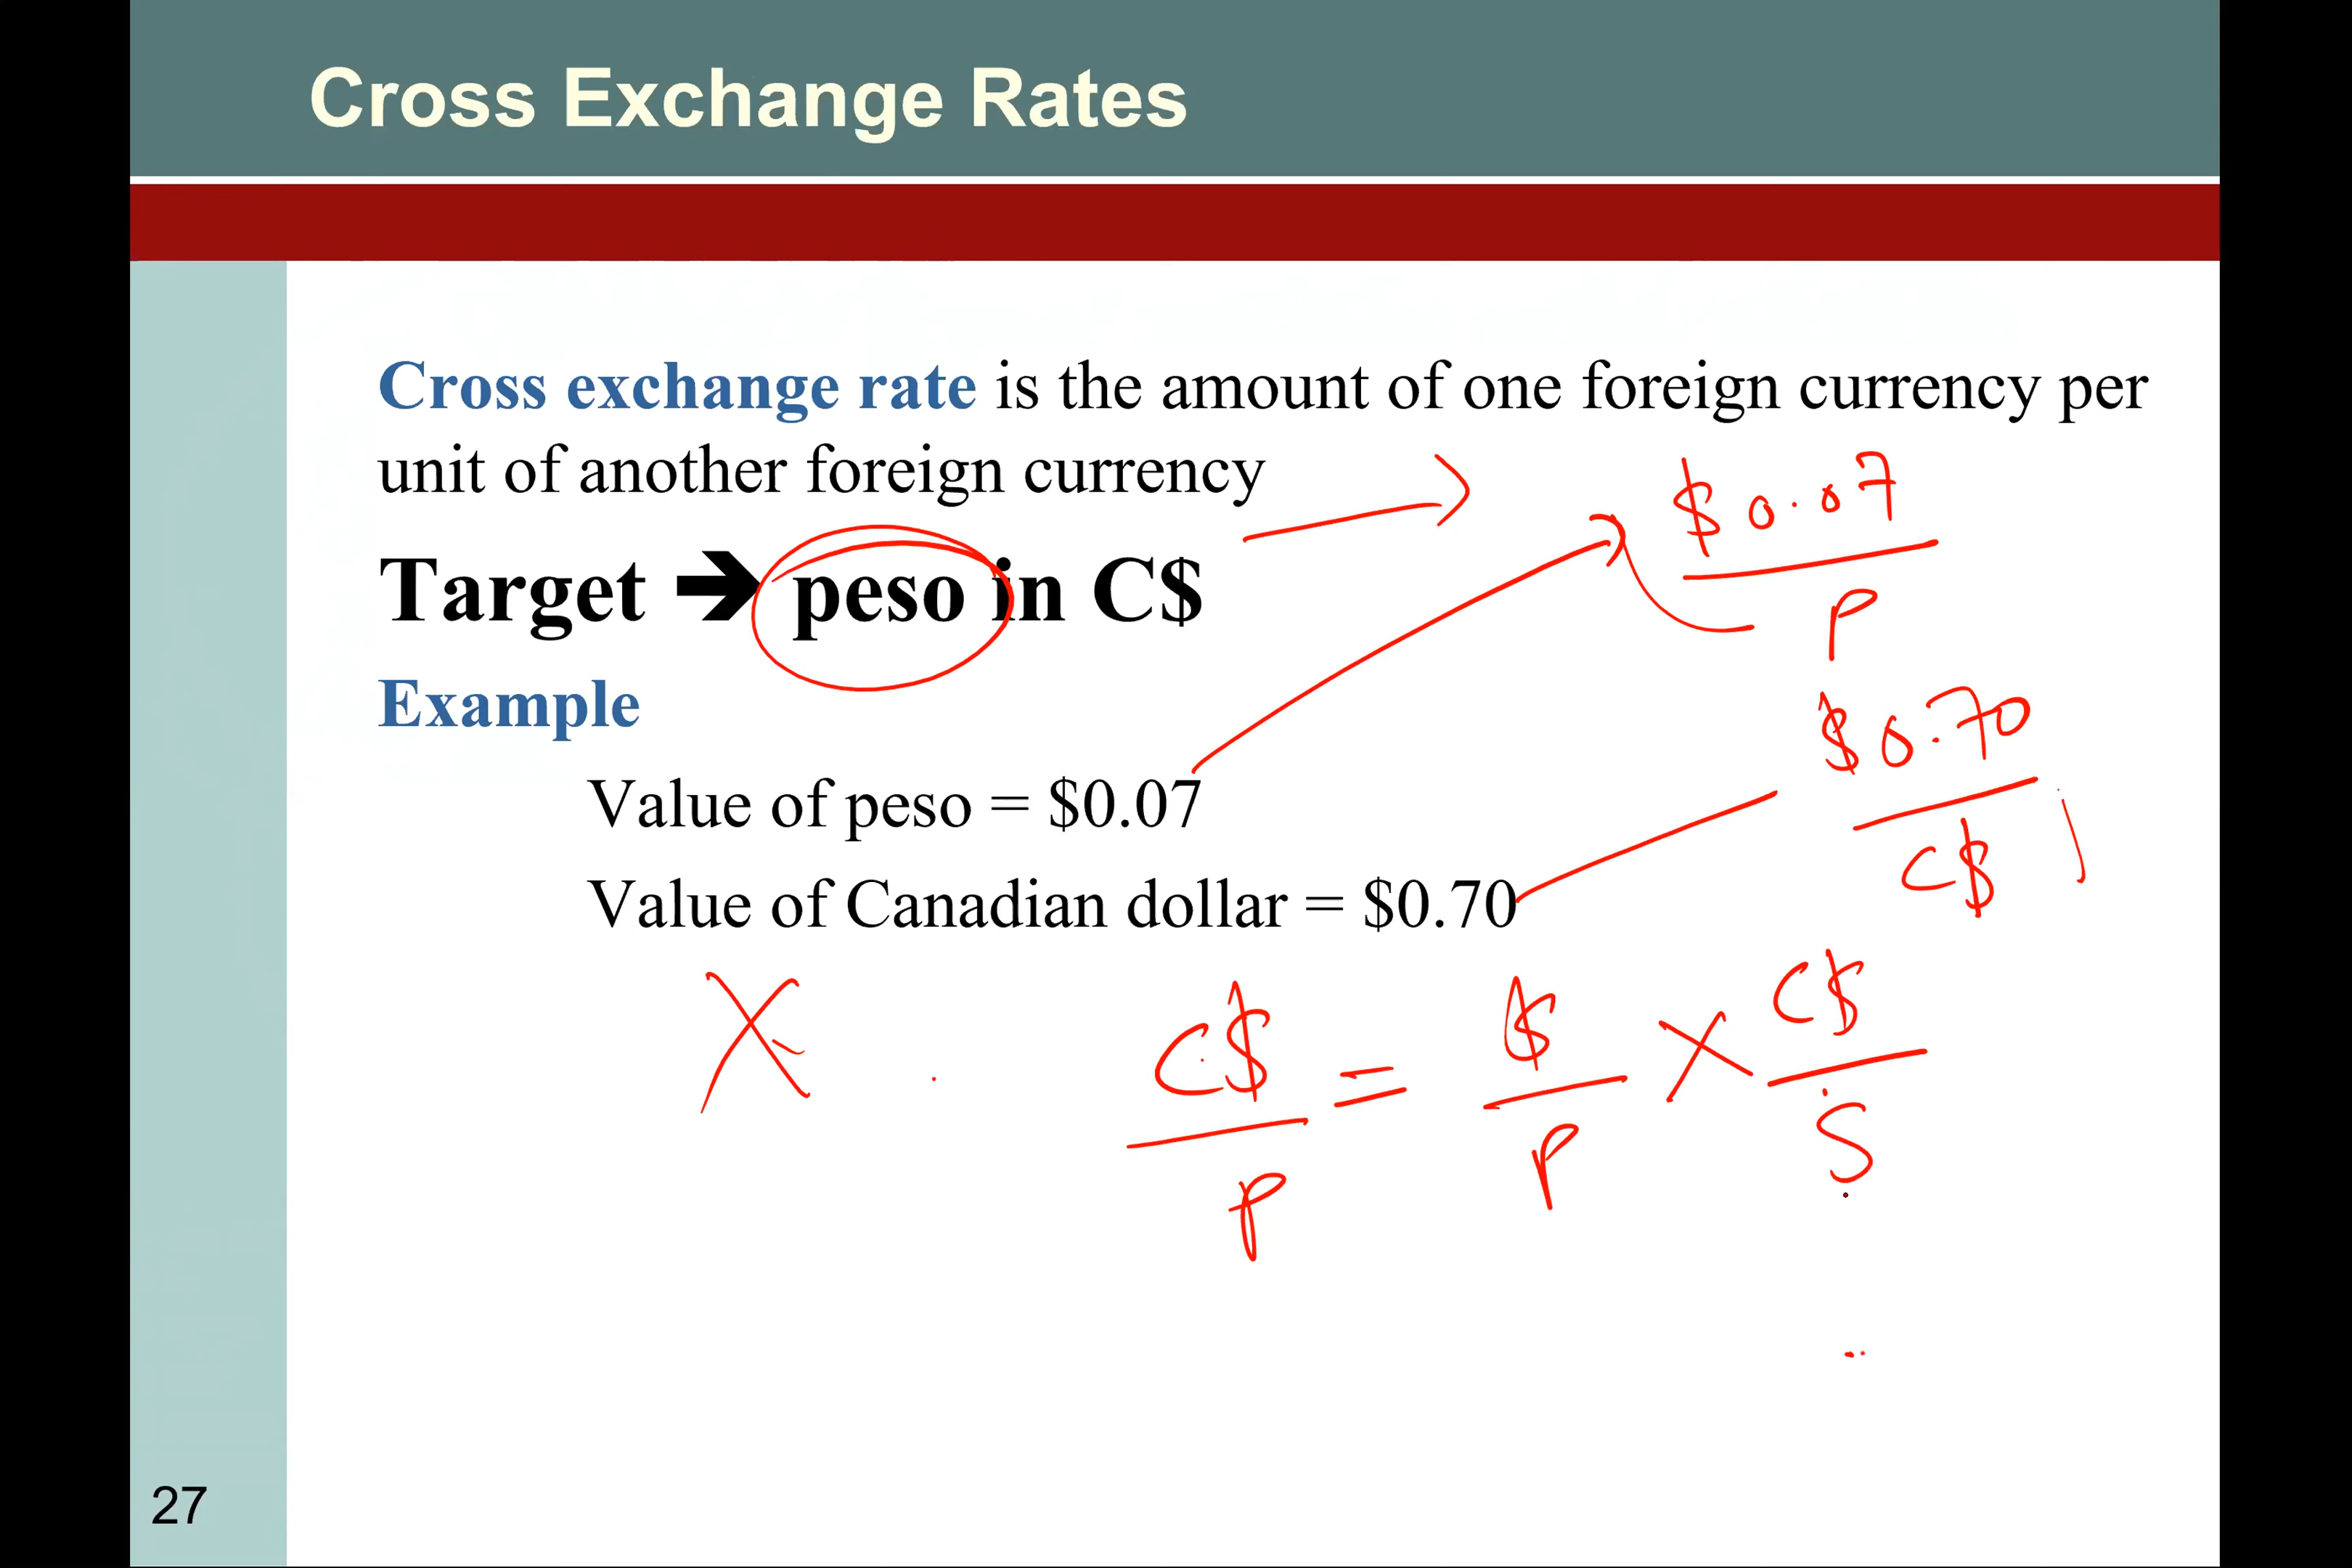 Cross Exchange Rates
Cross exchange rate is the amount of one foreign currency per
unit of another foreign currency
$0.07
P
Target ➔ peso in C$
Example
$0.70
C$
Value of peso = $0.07
Value of Canadian dollar = $0.70
X
C$ = $ × C$
P P S
27